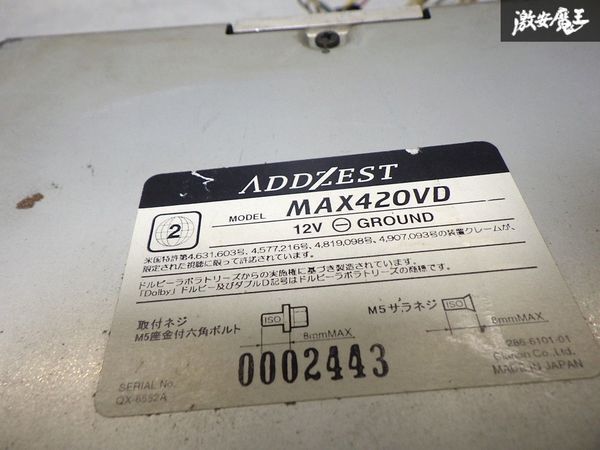 激安魔王
ADDZEST
2
MODEL MAX420VD
12V ⊖ GROUND
米国特許第4,631,603号、4,577,216号、4,819,098号、4,907,093号の装置クレームが、
限定された視聴に限って許諾されています。
ドルビーラボラトリーズからの実施権に基づき製造されています。
「Dolby」ドルビー及びダブルD記号はドルビーラボラトリーズの商標です。
取付ネジ
M5座金付六角ボルト
ISO
8mmMAX
M5サラネジ
ISO
8mmMAX
0002443
286-6101-01
Clarion Co., Ltd.
MADE IN JAPAN
SERIAL No.
QX-6552A